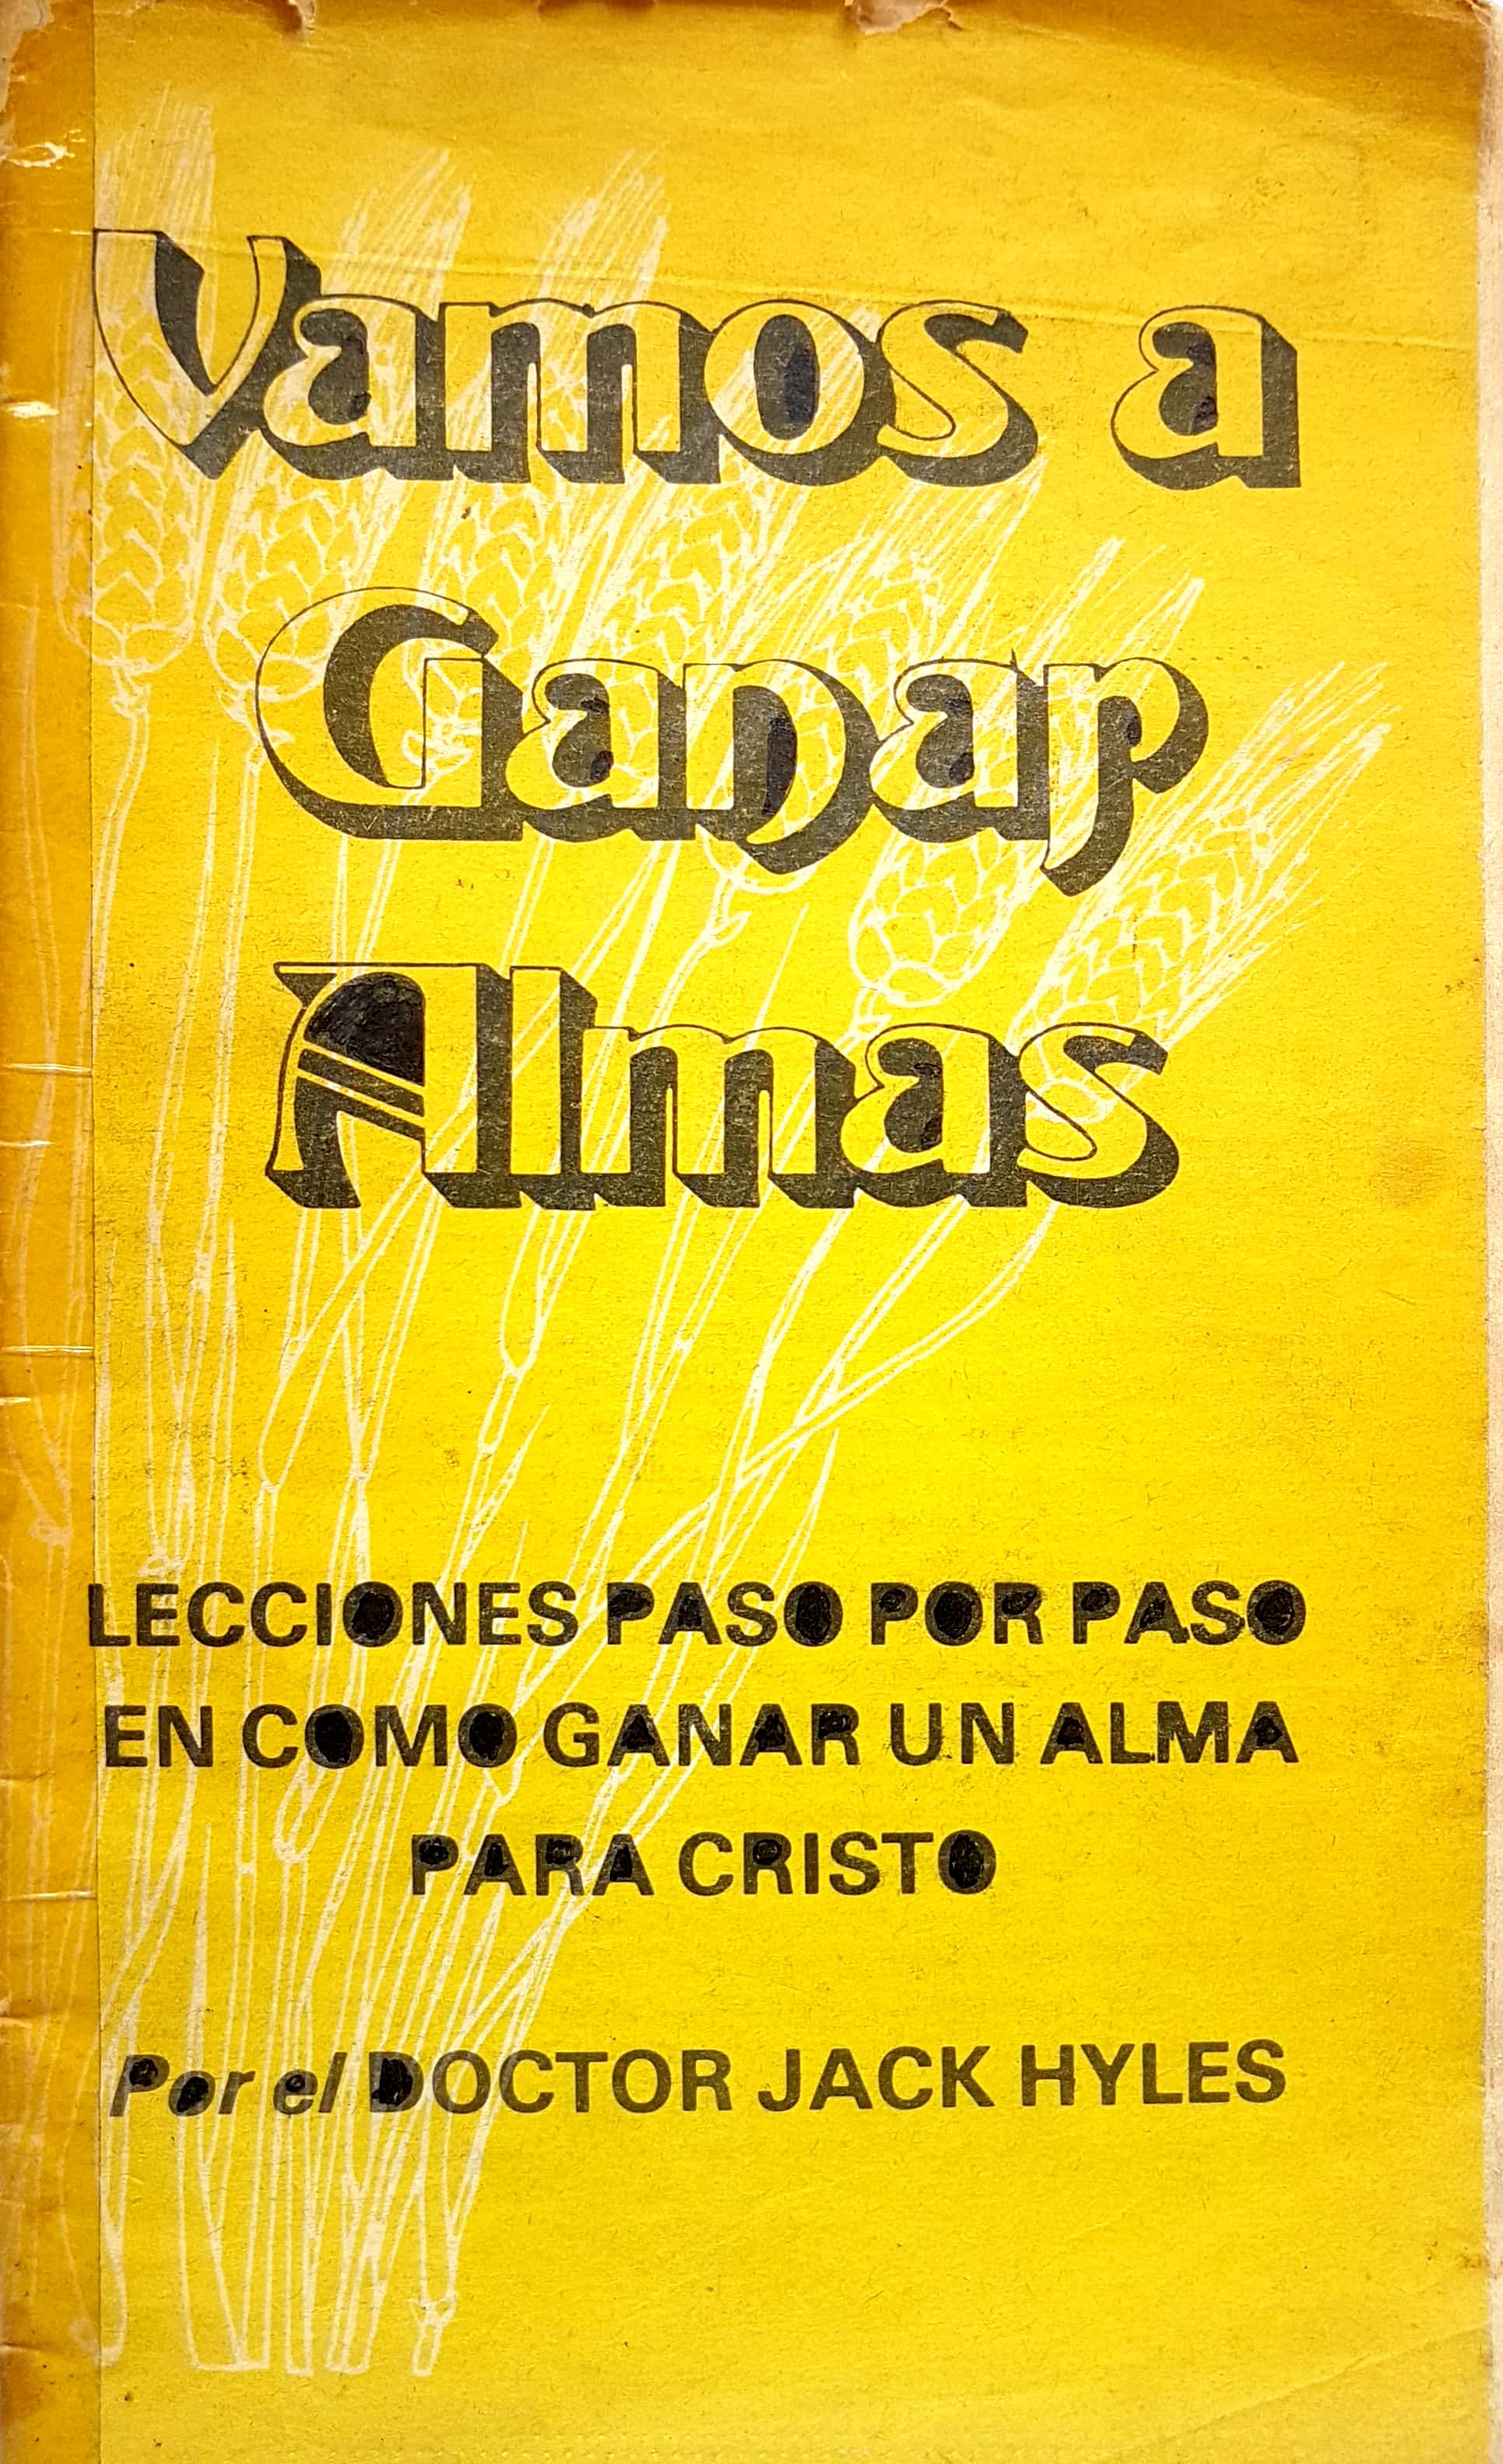 Vamos a
Ganar
Almas
LECCIONES PASO POR PASO
EN COMO GANAR UN ALMA
PARA CRISTO
Por el DOCTOR JACK HYLES